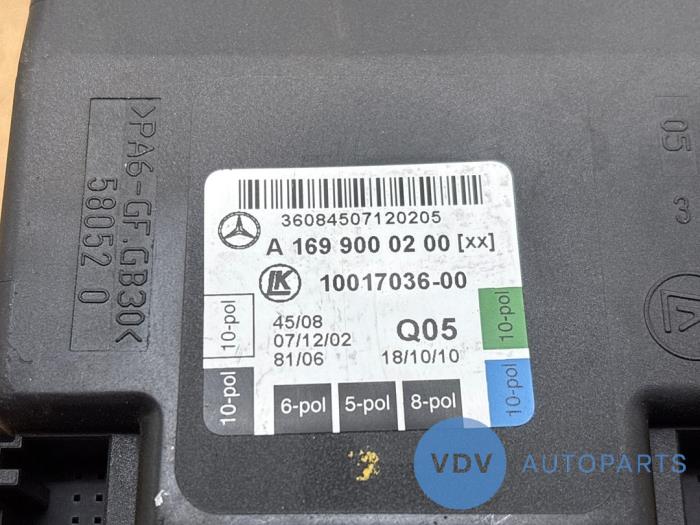 >PA6-GF.GB30<
58052 0
05
3
36084507120205
A 169 900 02 00 [xx]
LK
10017036-00
10-pol
45/08
Q05
10-pol
07/12/02
81/06
18/10/10
10-pol
6-pol
5-pol
8-pol
10-pol
VDV AUTOPARTS